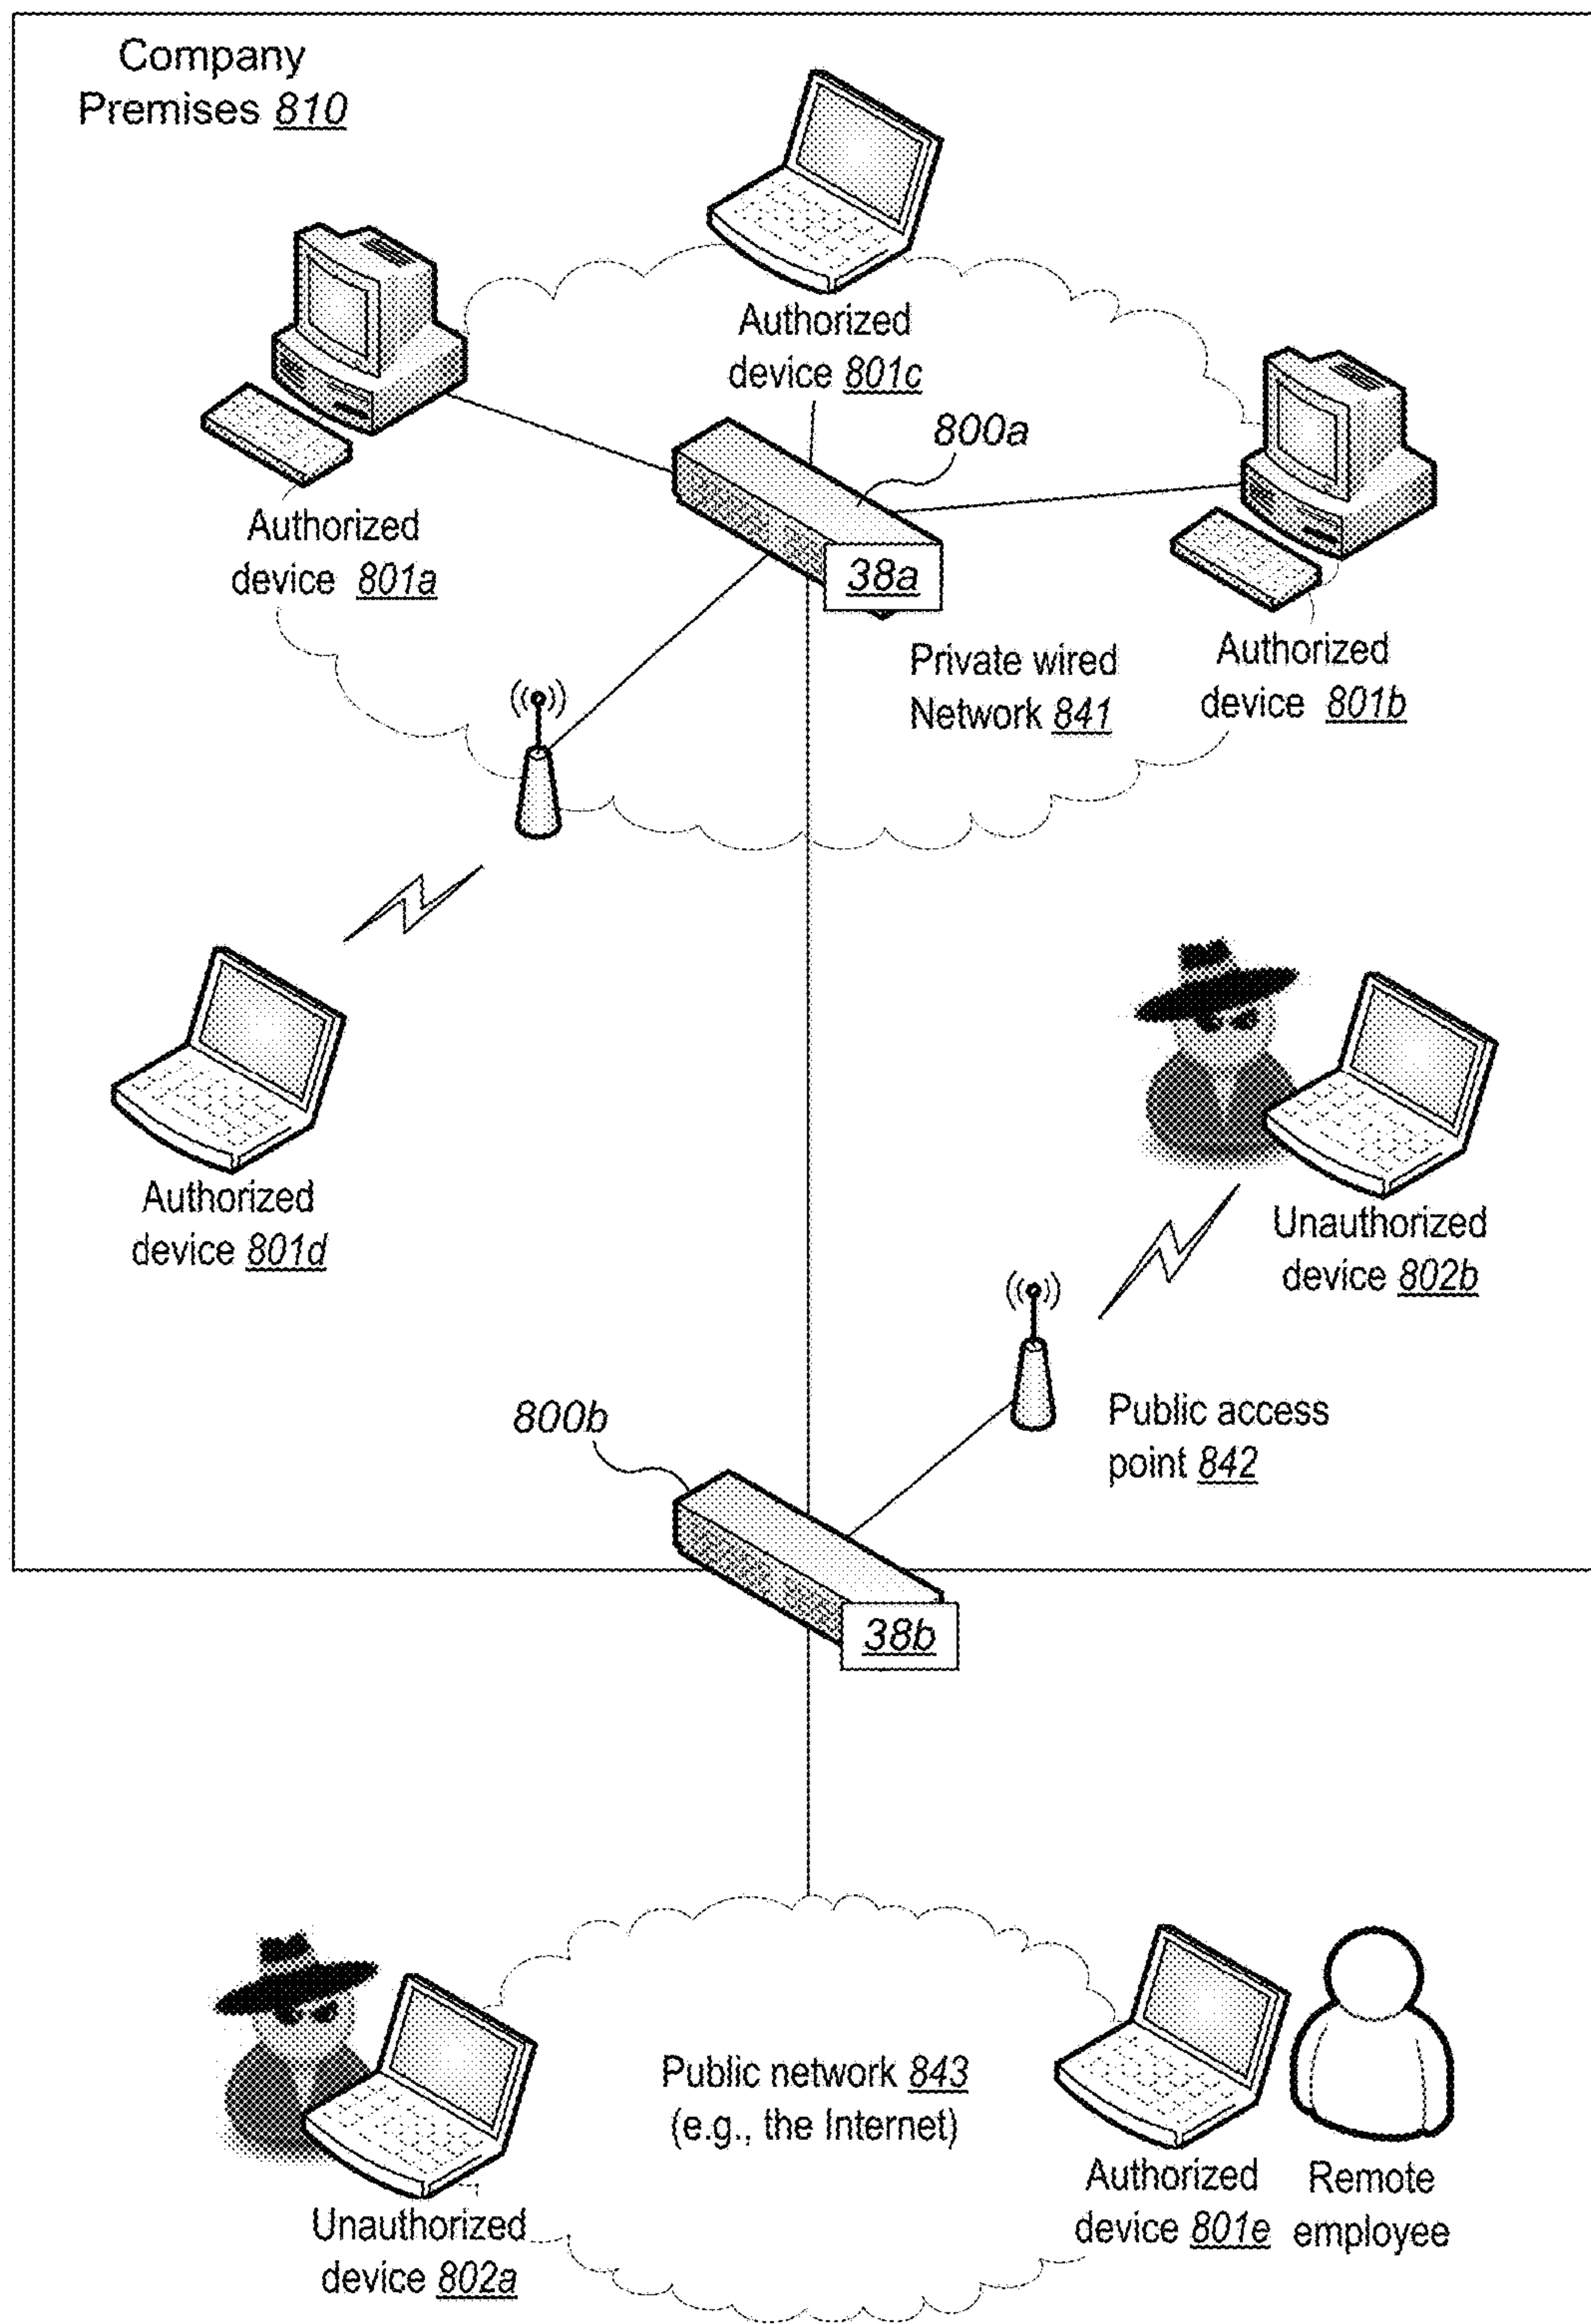 Company
Premises 810
Authorized
device 801c
800a
Authorized
device 801a
38a
Private wired
Network 841
Authorized
device 801b
Authorized
device 801d
Unauthorized
device 802b
800b
Public access
point 842
38b
Public network 843
(e.g., the Internet)
Unauthorized
device 802a
Authorized
device 801e
Remote
employee